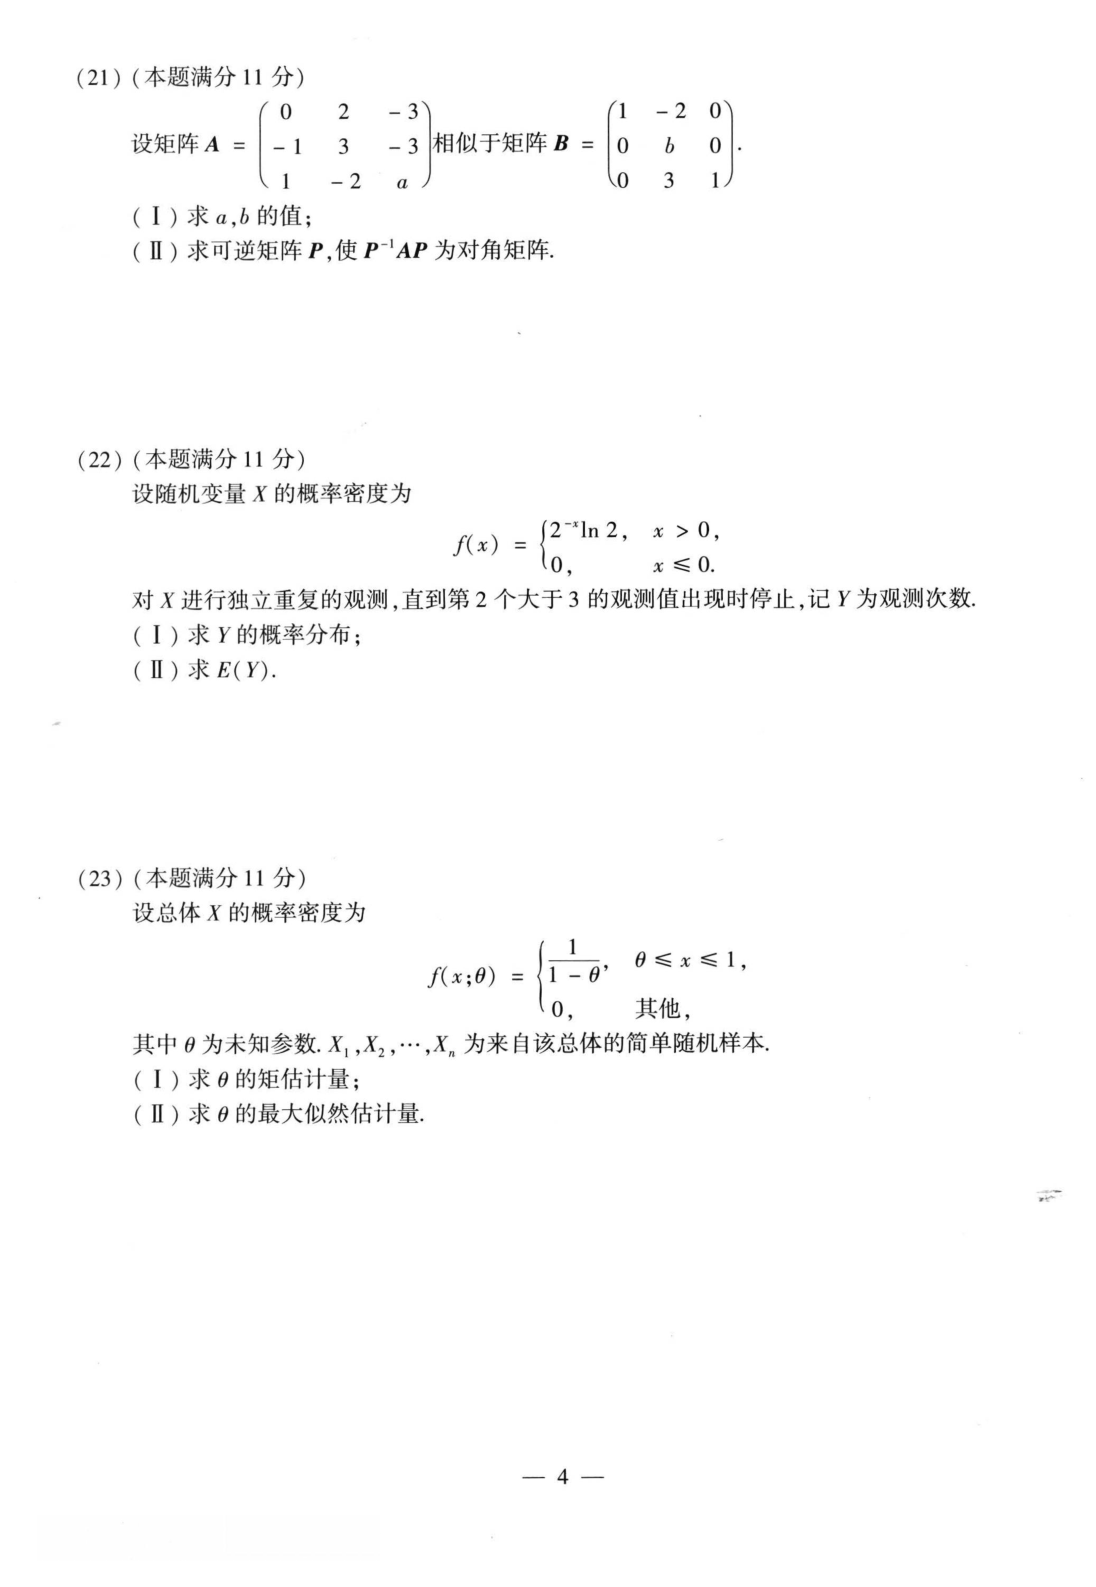 (21) (本题满分 11 分)
设矩阵 A = ( 0 2 -3 ; -1 3 -3 ; 1 -2 a ) 相似于矩阵 B = ( 1 -2 0 ; 0 b 0 ; 0 3 1 ).
(Ⅰ) 求 a,b 的值;
(Ⅱ) 求可逆矩阵 P,使 P⁻¹AP 为对角矩阵.
(22) (本题满分 11 分)
设随机变量 X 的概率密度为
f(x) = { 2⁻ˣ ln 2, x > 0,
0, x ≤ 0.
对 X 进行独立重复的观测,直到第 2 个大于 3 的观测值出现时停止,记 Y 为观测次数.
(Ⅰ) 求 Y 的概率分布;
(Ⅱ) 求 E(Y).
(23) (本题满分 11 分)
设总体 X 的概率密度为
f(x;θ) = { 1/(1 - θ), θ ≤ x ≤ 1,
0, 其他,
其中 θ 为未知参数. X₁,X₂,⋯,Xₙ 为来自该总体的简单随机样本.
(Ⅰ) 求 θ 的矩估计量;
(Ⅱ) 求 θ 的最大似然估计量.
— 4 —